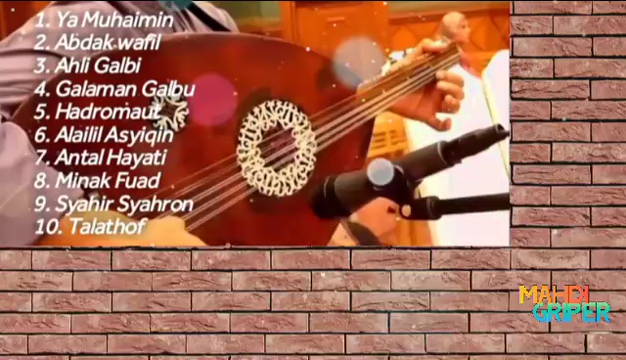 1. Ya Muhaimin
2. Abdak wafil
3. Ahli Galbi
4. Galaman Galbu
5. Hadromaut
6. Alailil Asyiqin
7. Antal Hayati
8. Minak Fuad
9. Syahir Syahron
10. Talathof
MAHDI
GRIPER